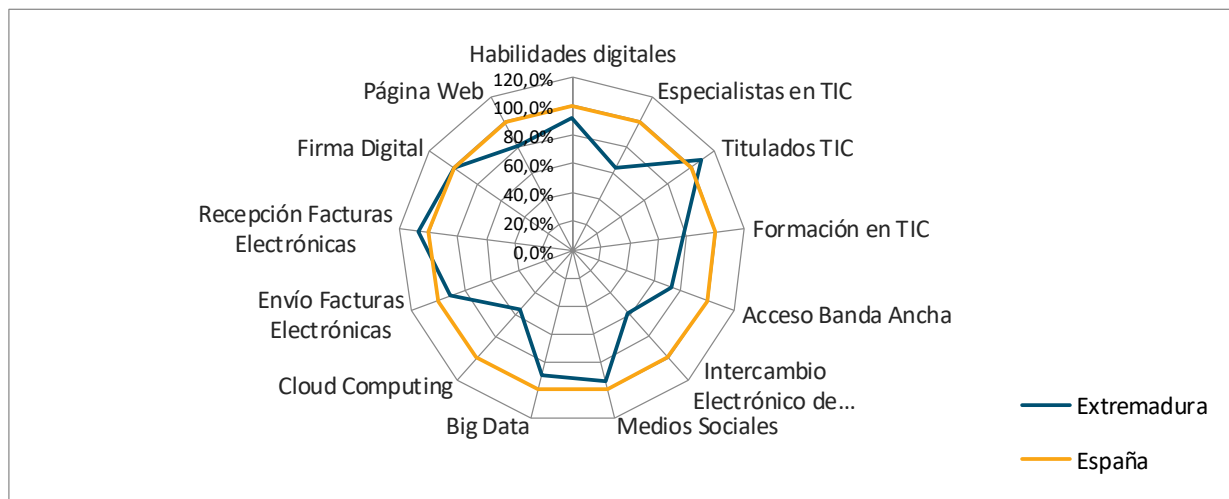 Habilidades digitales
120,0%
100,0%
80,0%
60,0%
40,0%
20,0%
0,0%
Especialistas en TIC
Titulados TIC
Formación en TIC
Acceso Banda Ancha
Intercambio
Electrónico de...
Medios Sociales
Big Data
Cloud Computing
Envío Facturas
Electrónicas
Recepción Facturas
Electrónicas
Firma Digital
Página Web
Extremadura
España